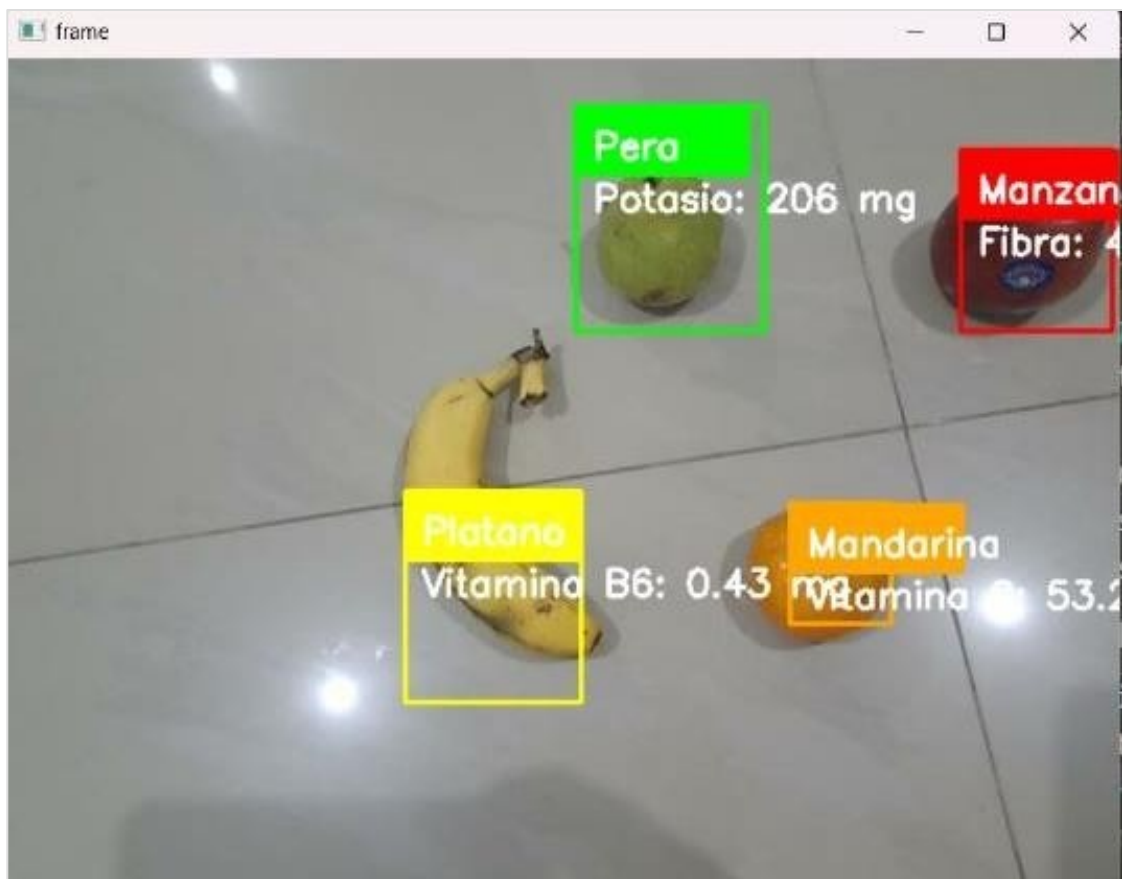 frame
Pera
Potasio: 206 mg
Manzan
Fibra: 4
Platano
Vitamina B6: 0.43 mg
Mandarina
Vitamina C: 53.2